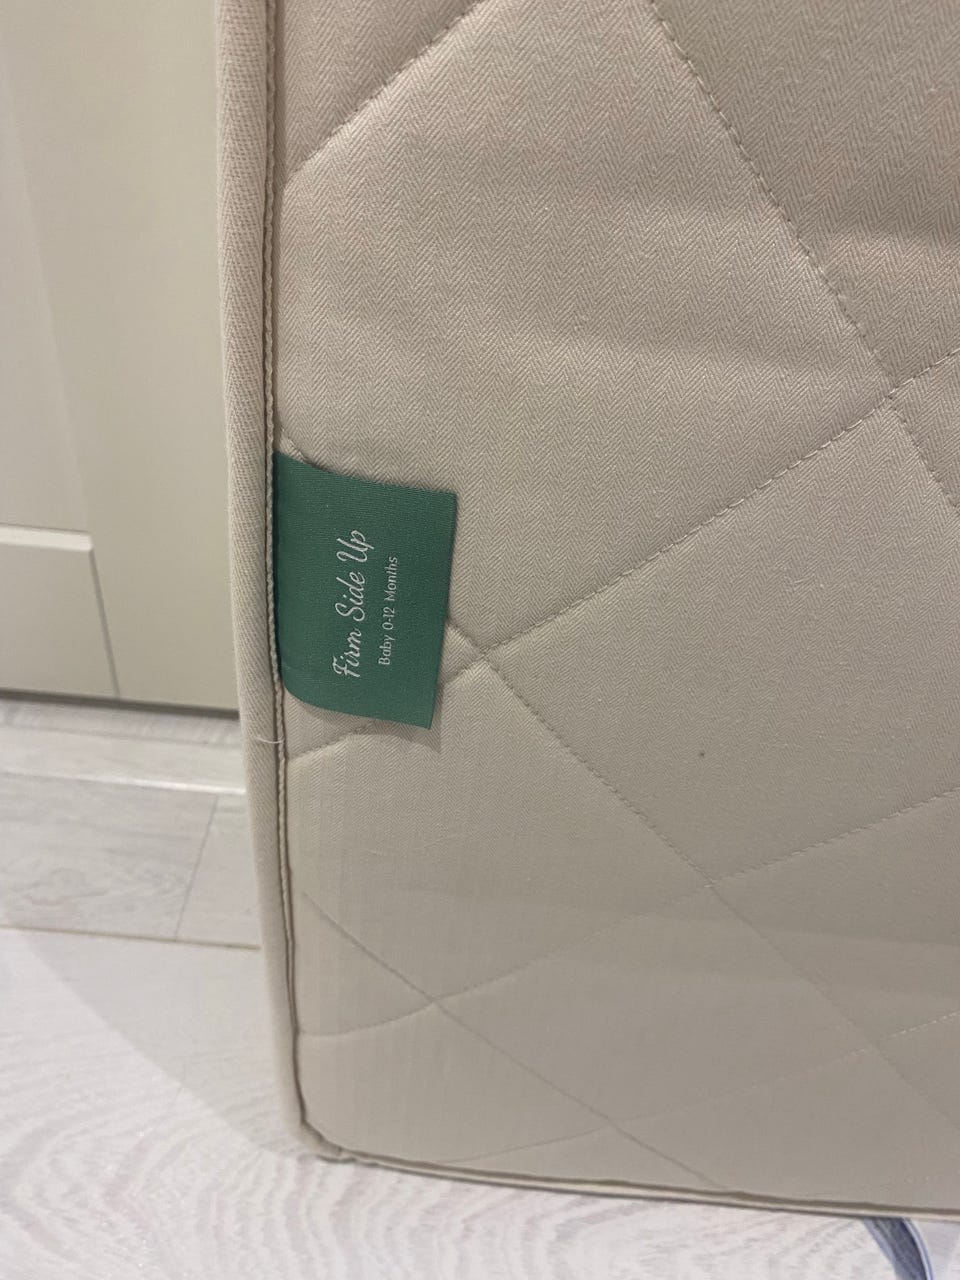 Firm Side Up
Baby 0-12 Months